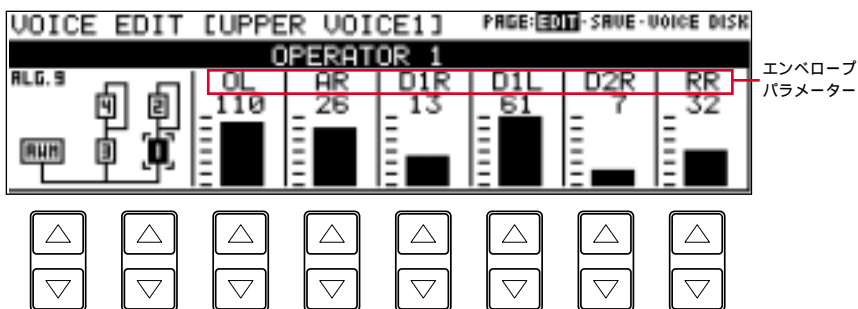 VOICE EDIT [UPPER VOICE1] PAGE:EDIT-SAVE-VOICE DISK
OPERATOR 1
エンベロープ
パラメーター
ALG.9 OL AR D1R D1L D2R RR
110 26 13 61 7 32
4 2
AWM 3 1